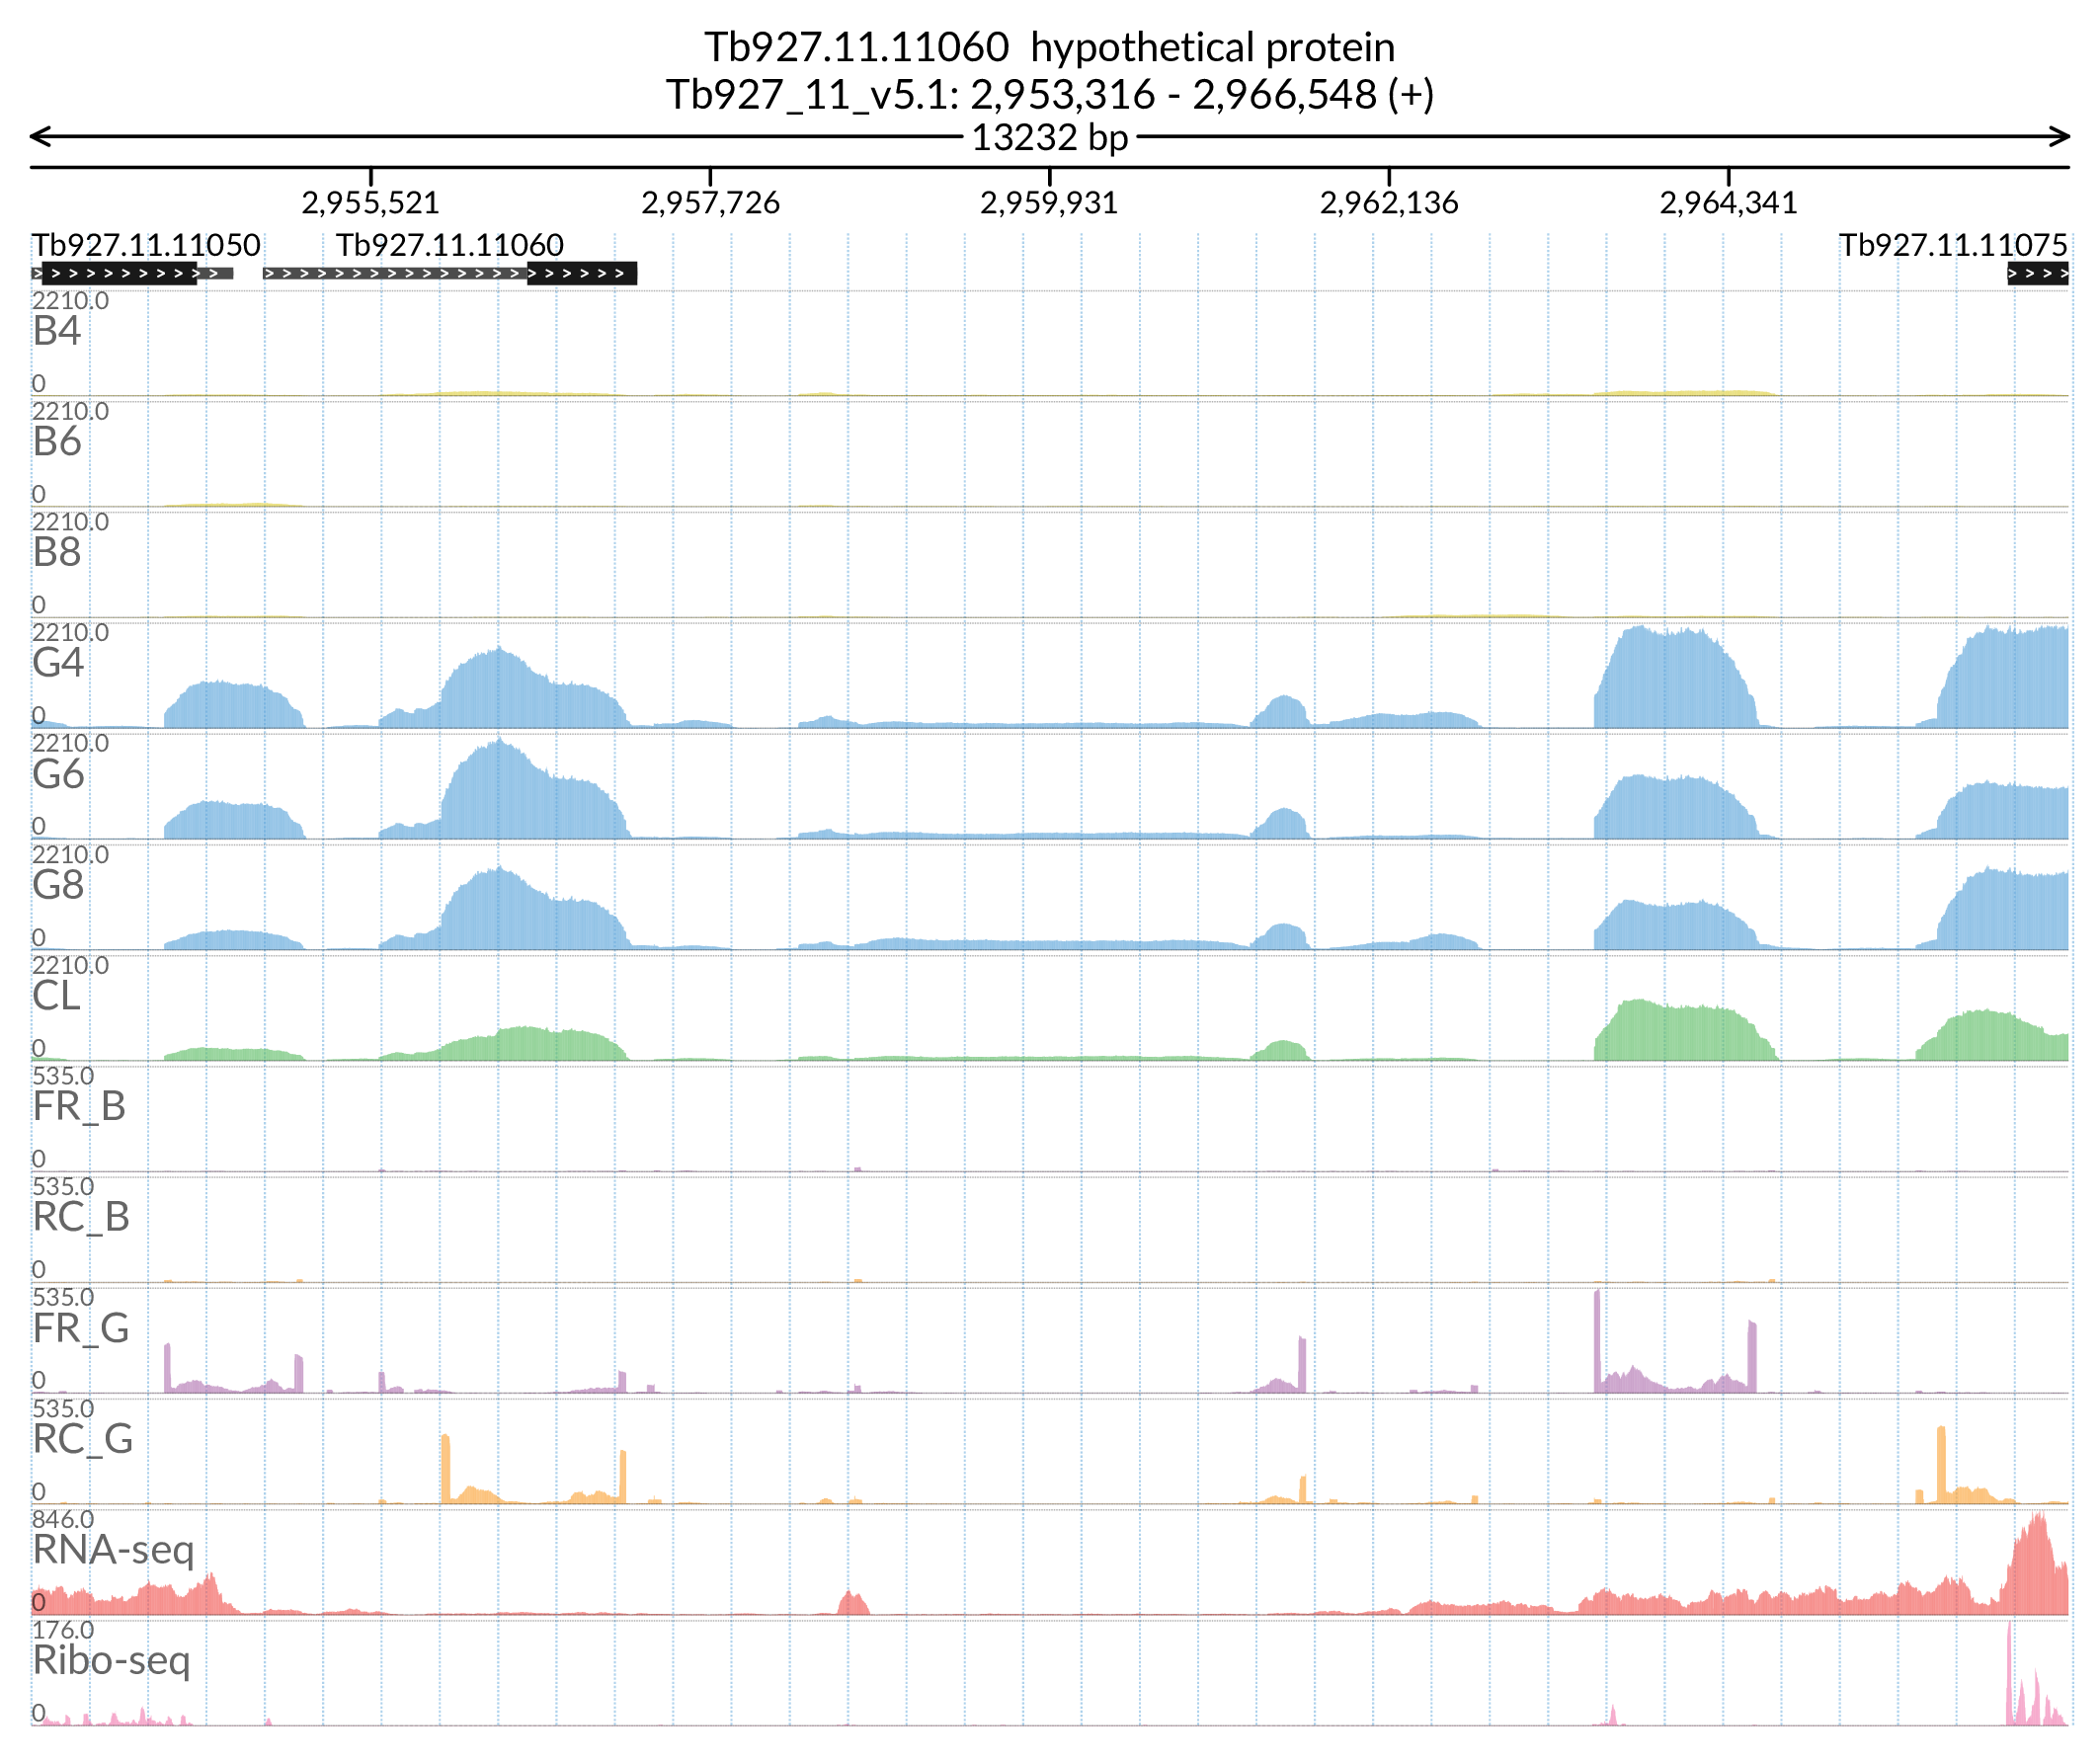 Tb927.11.11060 hypothetical protein
Tb927_11_v5.1: 2,953,316 - 2,966,548 (+)
13232 bp
2,955,521 2,957,726 2,959,931 2,962,136 2,964,341
Tb927.11.11050 Tb927.11.11060 Tb927.11.11075
2210.0
B4
0
2210.0
B6
0
2210.0
B8
0
2210.0
G4
0
2210.0
G6
0
2210.0
G8
0
2210.0
CL
0
535.0
FR_B
0
535.0
RC_B
0
535.0
FR_G
0
535.0
RC_G
0
846.0
RNA-seq
0
176.0
Ribo-seq
0